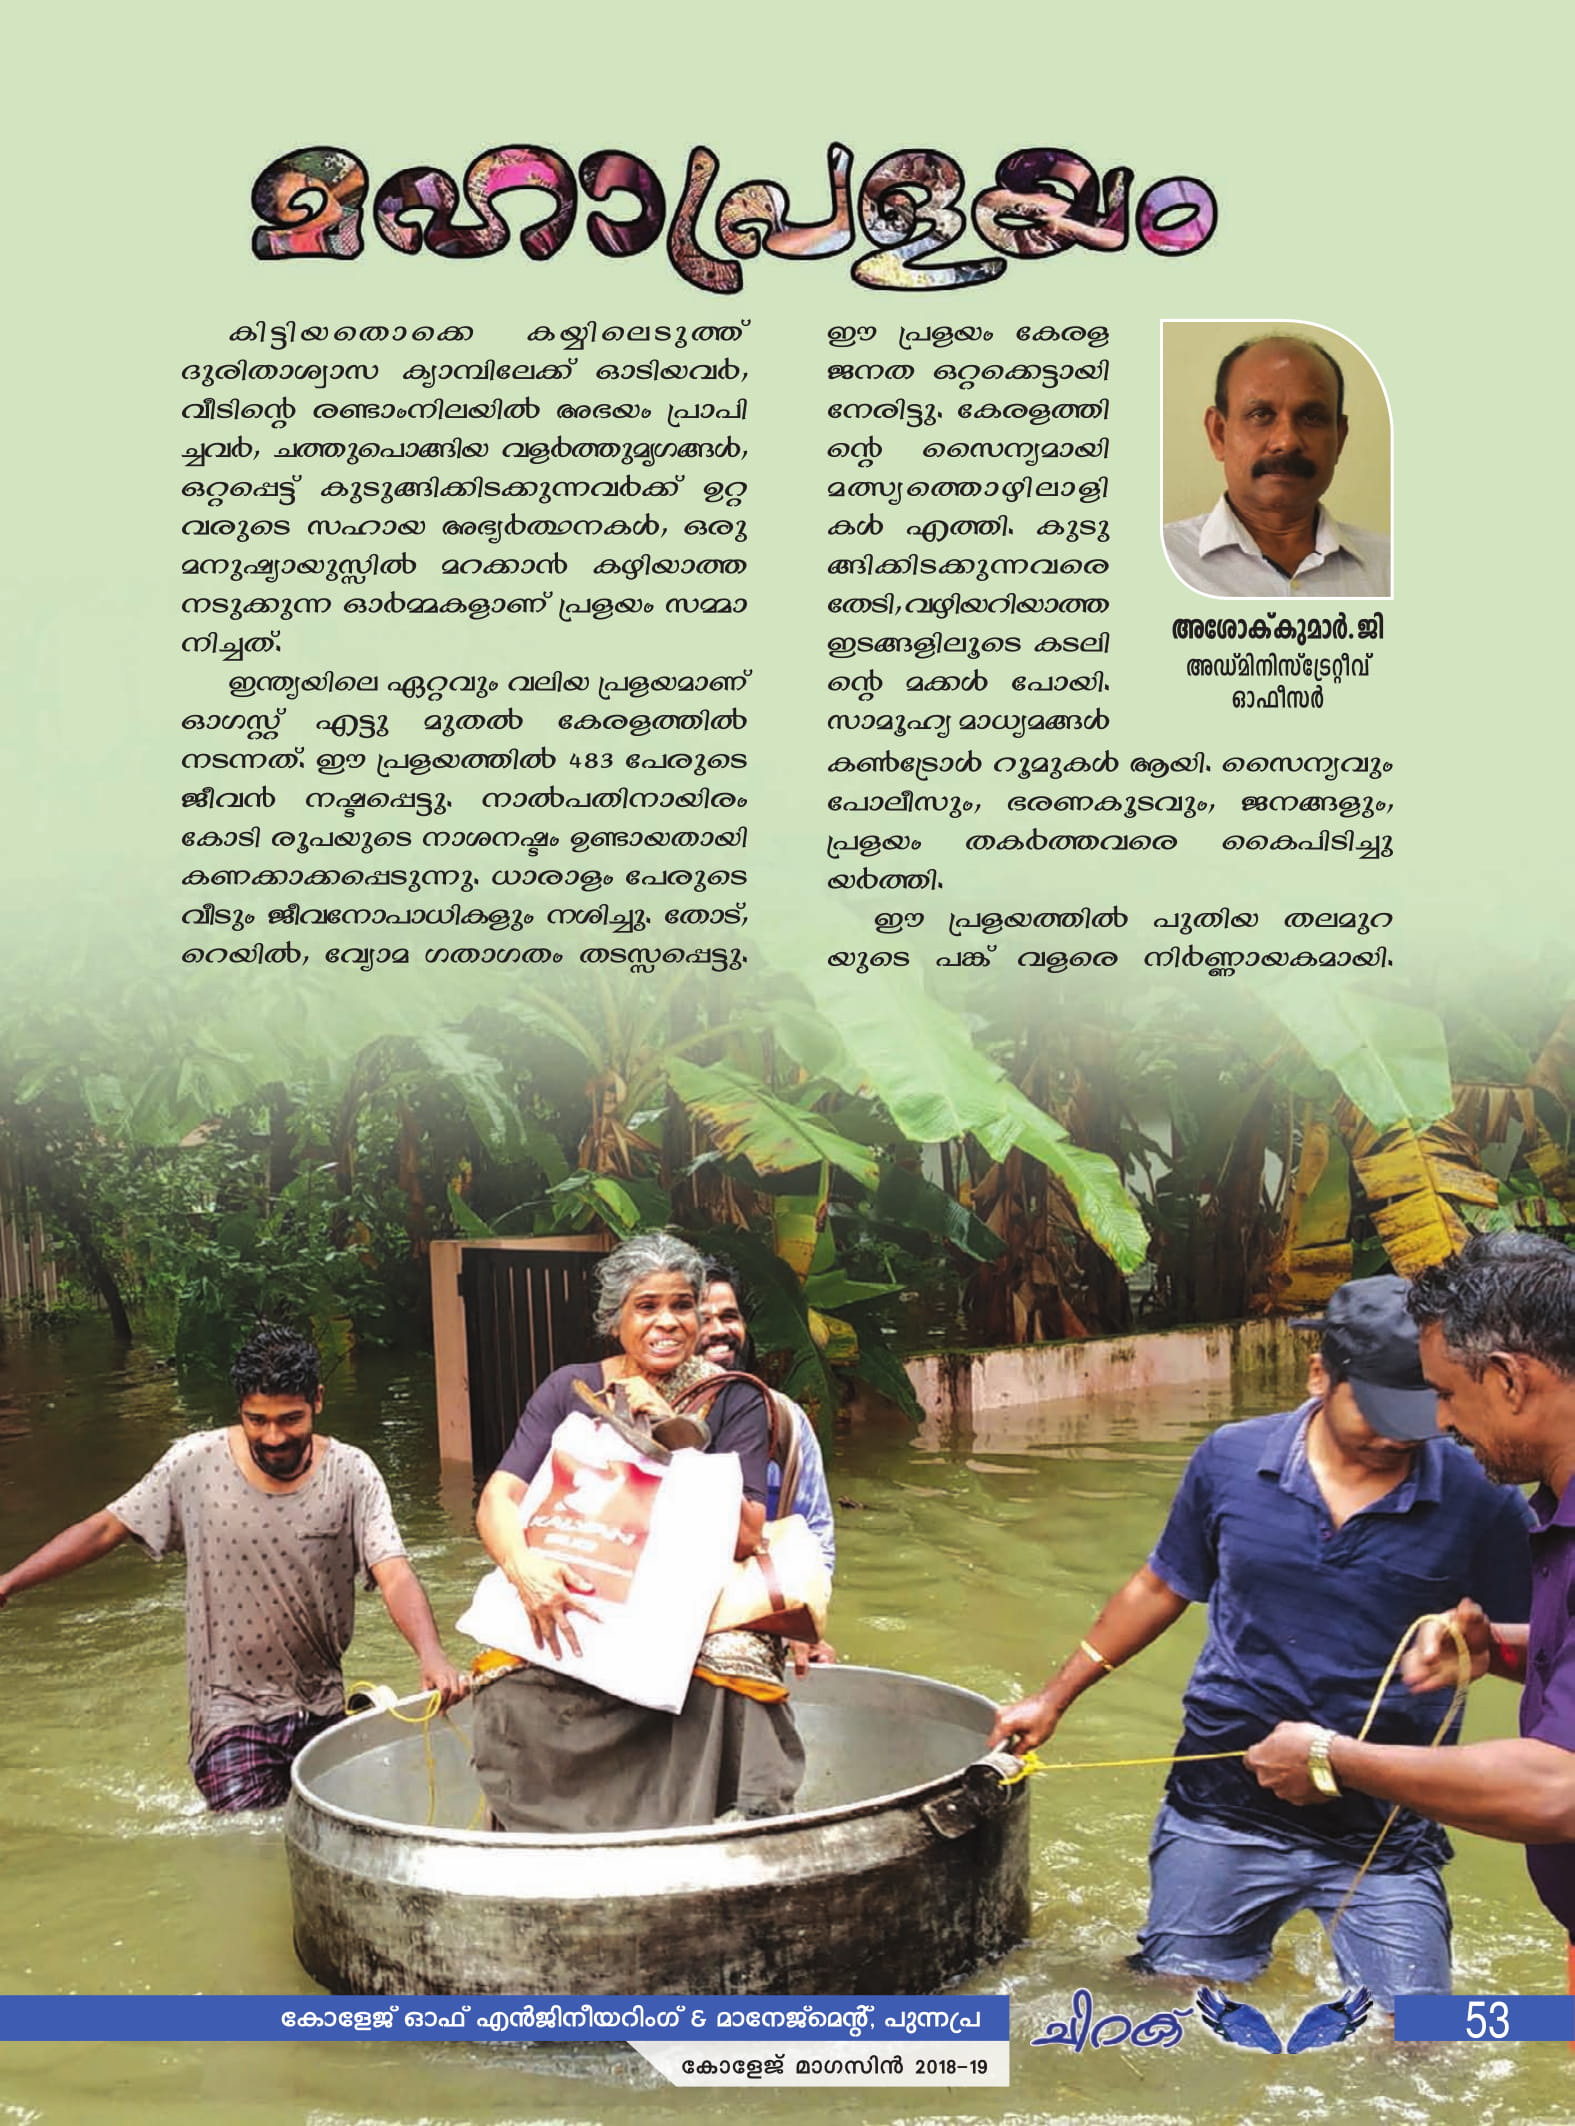 മഹാപ്രളയം
കിട്ടിയതൊക്കെ കയ്യിലെടുത്ത്
ദുരിതാശ്വാസ ക്യാമ്പിലേക്ക് ഓടിയവർ,
വീടിന്റെ രണ്ടാംനിലയിൽ അഭയം പ്രാപി
ച്ചവർ, ചത്തുപൊങ്ങിയ വളർത്തുമൃഗങ്ങൾ,
ഒറ്റപ്പെട്ട് കുടുങ്ങിക്കിടക്കുന്നവർക്ക് ഉറ്റ
വരുടെ സഹായ അഭ്യർത്ഥനകൾ, ഒരു
മനുഷ്യായുസ്സിൽ മറക്കാൻ കഴിയാത്ത
നടുക്കുന്ന ഓർമ്മകളാണ് പ്രളയം സമ്മാ
നിച്ചത്.
ഇന്ത്യയിലെ ഏറ്റവും വലിയ പ്രളയമാണ്
ഓഗസ്റ്റ് എട്ടു മുതൽ കേരളത്തിൽ
നടന്നത്. ഈ പ്രളയത്തിൽ 483 പേരുടെ
ജീവൻ നഷ്ടപ്പെട്ടു. നാൽപതിനായിരം
കോടി രൂപയുടെ നാശനഷ്ടം ഉണ്ടായതായി
കണക്കാക്കപ്പെടുന്നു. ധാരാളം പേരുടെ
വീടും ജീവനോപാധികളും നശിച്ചു. തോട്,
റെയിൽ, വ്യോമ ഗതാഗതം തടസ്സപ്പെട്ടു.
ഈ പ്രളയം കേരള
ജനത ഒറ്റക്കെട്ടായി
നേരിട്ടു. കേരളത്തി
ന്റെ സൈന്യമായി
മത്സ്യത്തൊഴിലാളി
കൾ എത്തി. കുടു
ങ്ങിക്കിടക്കുന്നവരെ
തേടി,വഴിയറിയാത്ത
ഇടങ്ങളിലൂടെ കടലി
ന്റെ മക്കൾ പോയി.
സാമൂഹ്യ മാധ്യമങ്ങൾ
കൺട്രോൾ റൂമുകൾ ആയി. സൈന്യവും
പോലീസും, ഭരണകൂടവും, ജനങ്ങളും,
പ്രളയം തകർത്തവരെ കൈപിടിച്ചു
യർത്തി.
ഈ പ്രളയത്തിൽ പുതിയ തലമുറ
യുടെ പങ്ക് വളരെ നിർണ്ണായകമായി.
അശോക്കുമാർ.ജി
അഡ്മിനിസ്ട്രേറ്റീവ്
ഓഫീസർ
കോളേജ് ഓഫ് എൻജിനീയറിംഗ് & മാനേജ്മെന്റ്, പുന്നപ്ര
ചിറക്
53
കോളേജ് മാഗസിൻ 2018-19